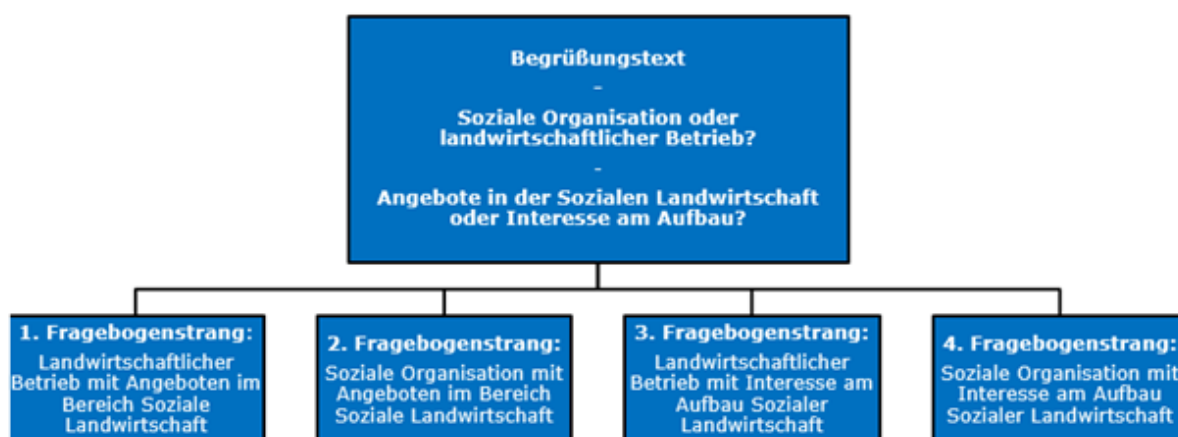 Begrüßungstext
-
Soziale Organisation oder
landwirtschaftlicher Betrieb?
-
Angebote in der Sozialen Landwirtschaft
oder Interesse am Aufbau?
1. Fragebogenstrang:
Landwirtschaftlicher
Betrieb mit Angeboten im
Bereich Soziale
Landwirtschaft
2. Fragebogenstrang:
Soziale Organisation mit
Angeboten im Bereich
Soziale Landwirtschaft
3. Fragebogenstrang:
Landwirtschaftlicher
Betrieb mit Interesse am
Aufbau Sozialer
Landwirtschaft
4. Fragebogenstrang:
Soziale Organisation mit
Interesse am Aufbau
Sozialer Landwirtschaft